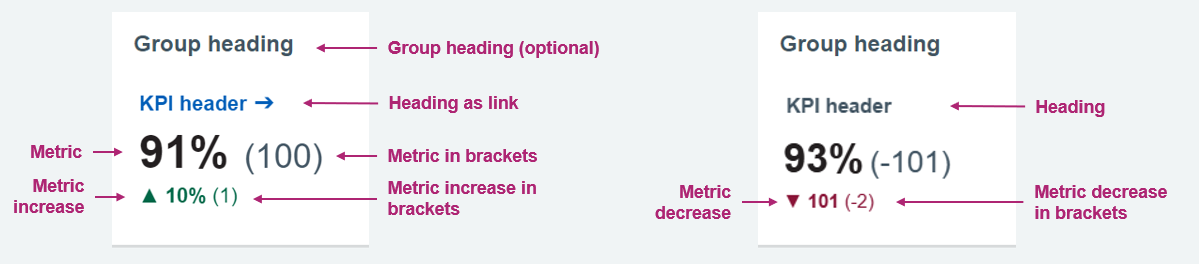 Group heading
Group heading (optional)
KPI header →
Heading as link
Metric
91% (100)
Metric in brackets
Metric
increase
▲ 10% (1)
Metric increase in
brackets
Group heading
KPI header
Heading
93% (-101)
Metric
decrease
▼ 101 (-2)
Metric decrease
in brackets